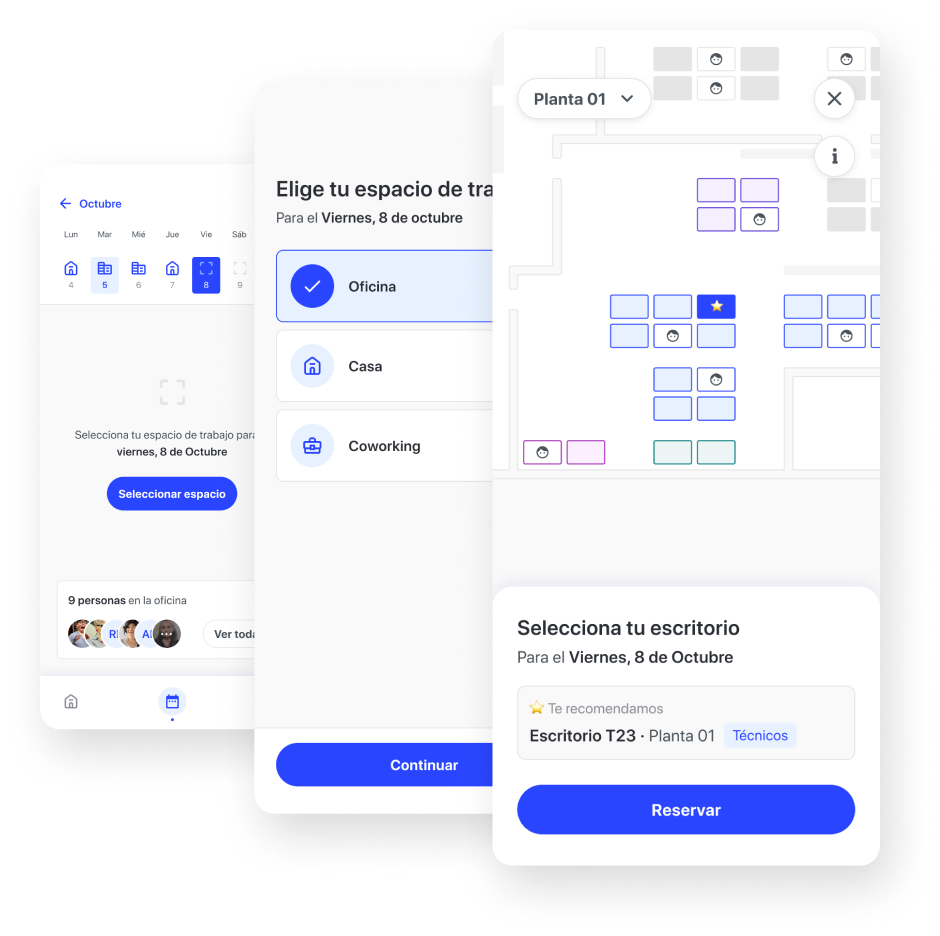 Octubre
Lun Mar Mié Jue Vie Sáb
4 5 6 7 8 9
Selecciona tu espacio de trabajo para
viernes, 8 de Octubre
Seleccionar espacio
9 personas en la oficina
Ver toda
Elige tu espacio de tra
Para el Viernes, 8 de octubre
Oficina
Casa
Coworking
Continuar
Planta 01
Selecciona tu escritorio
Para el Viernes, 8 de Octubre
Te recomendamos
Escritorio T23 · Planta 01 Técnicos
Reservar